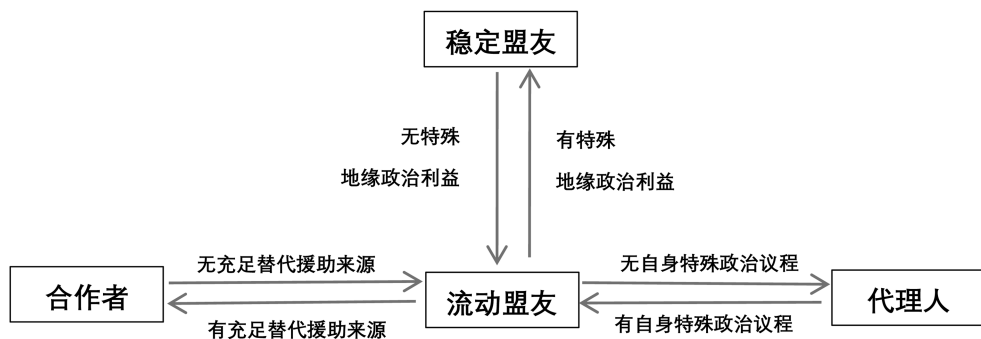 稳定盟友
无特殊
地缘政治利益
有特殊
地缘政治利益
无充足替代援助来源
无自身特殊政治议程
合作者
流动盟友
代理人
有充足替代援助来源
有自身特殊政治议程